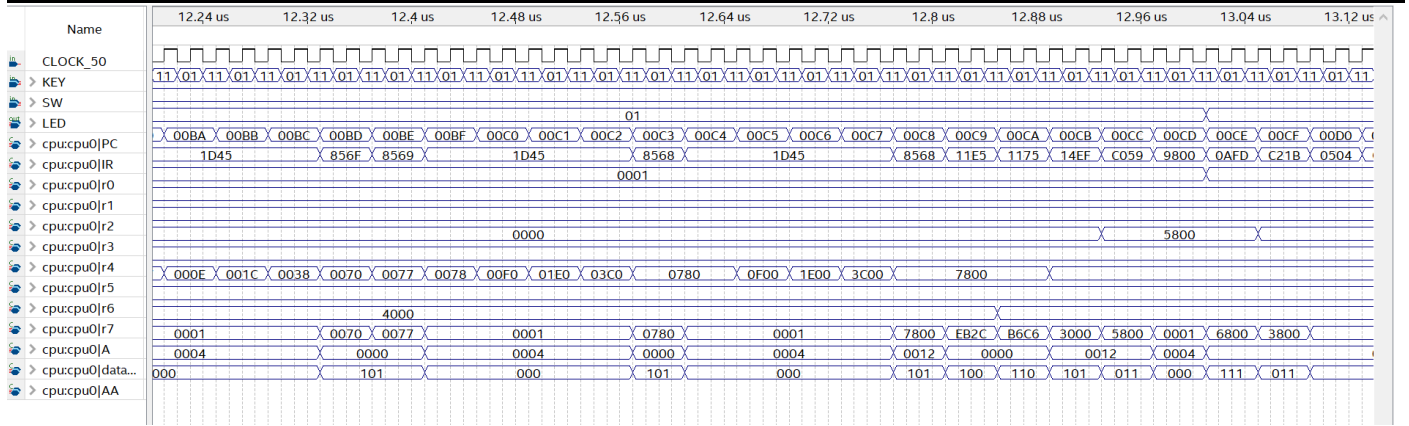 Name 12.24 us 12.32 us 12.4 us 12.48 us 12.56 us 12.64 us 12.72 us 12.8 us 12.88 us 12.96 us 13.04 us 13.12 us
CLOCK_50
KEY 11 01 11 01 11 01 11 01 11 01 11 01 11 01 11 01 11 01 11 01 11 01 11 01 11 01 11 01 11 01 11 01 11 01 11 01 11 01 11 01 11 01 11 01 11 01 11
SW
LED 01
cpu:cpu0|PC 00BA 00BB 00BC 00BD 00BE 00BF 00C0 00C1 00C2 00C3 00C4 00C5 00C6 00C7 00C8 00C9 00CA 00CB 00CC 00CD 00CE 00CF 00D0
cpu:cpu0|IR 1D45 856F 8569 1D45 8568 1D45 8568 11E5 1175 14EF C059 9800 0AFD C21B 0504
cpu:cpu0|r0 0001
cpu:cpu0|r1
cpu:cpu0|r2
cpu:cpu0|r3 0000 5800
cpu:cpu0|r4
cpu:cpu0|r5 000E 001C 0038 0070 0077 0078 00F0 01E0 03C0 0780 0F00 1E00 3C00 7800
cpu:cpu0|r6
cpu:cpu0|r7 4000
cpu:cpu0|A 0001 0070 0077 0001 0780 0001 7800 EB2C B6C6 3000 5800 0001 6800 3800
cpu:cpu0|data... 0004 0000 0004 0000 0004 0012 0000 0012 0004
cpu:cpu0|AA 000 101 000 101 000 101 100 110 101 011 000 111 011